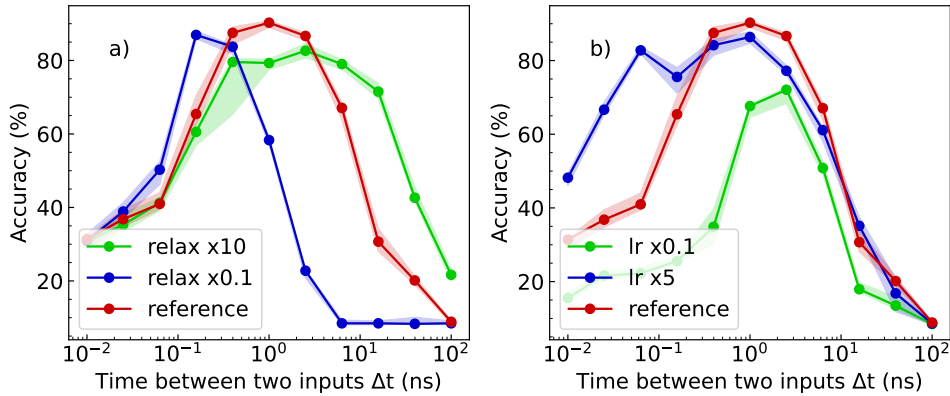 a)
Accuracy (%)
80
60
40
20
relax x10
relax x0.1
reference
10⁻² 10⁻¹ 10⁰ 10¹ 10²
Time between two inputs Δt (ns)
b)
Accuracy (%)
80
60
40
20
lr x0.1
lr x5
reference
10⁻² 10⁻¹ 10⁰ 10¹ 10²
Time between two inputs Δt (ns)